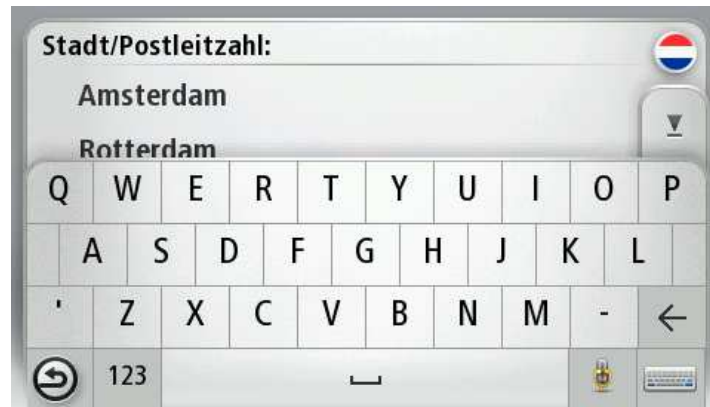 Stadt/Postleitzahl:
Amsterdam
Rotterdam
Q W E R T Y U I O P
A S D F G H J K L
' Z X C V B N M - ←
123